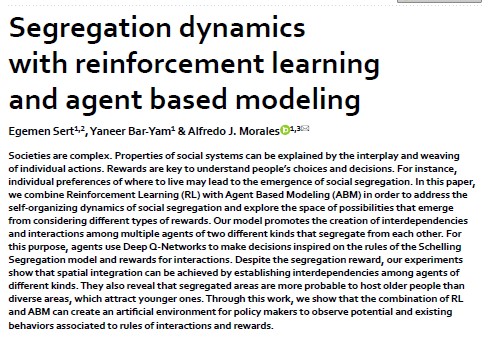 Segregation dynamics
with reinforcement learning
and agent based modeling
Egemen Sert1,2, Yaneer Bar-Yam1 & Alfredo J. Morales iD 1,3✉
Societies are complex. Properties of social systems can be explained by the interplay and weaving
of individual actions. Rewards are key to understand people's choices and decisions. For instance,
individual preferences of where to live may lead to the emergence of social segregation. In this paper,
we combine Reinforcement Learning (RL) with Agent Based Modeling (ABM) in order to address the
self-organizing dynamics of social segregation and explore the space of possibilities that emerge
from considering different types of rewards. Our model promotes the creation of interdependencies
and interactions among multiple agents of two different kinds that segregate from each other. For
this purpose, agents use Deep Q-Networks to make decisions inspired on the rules of the Schelling
Segregation model and rewards for interactions. Despite the segregation reward, our experiments
show that spatial integration can be achieved by establishing interdependencies among agents of
different kinds. They also reveal that segregated areas are more probable to host older people than
diverse areas, which attract younger ones. Through this work, we show that the combination of RL
and ABM can create an artificial environment for policy makers to observe potential and existing
behaviors associated to rules of interactions and rewards.